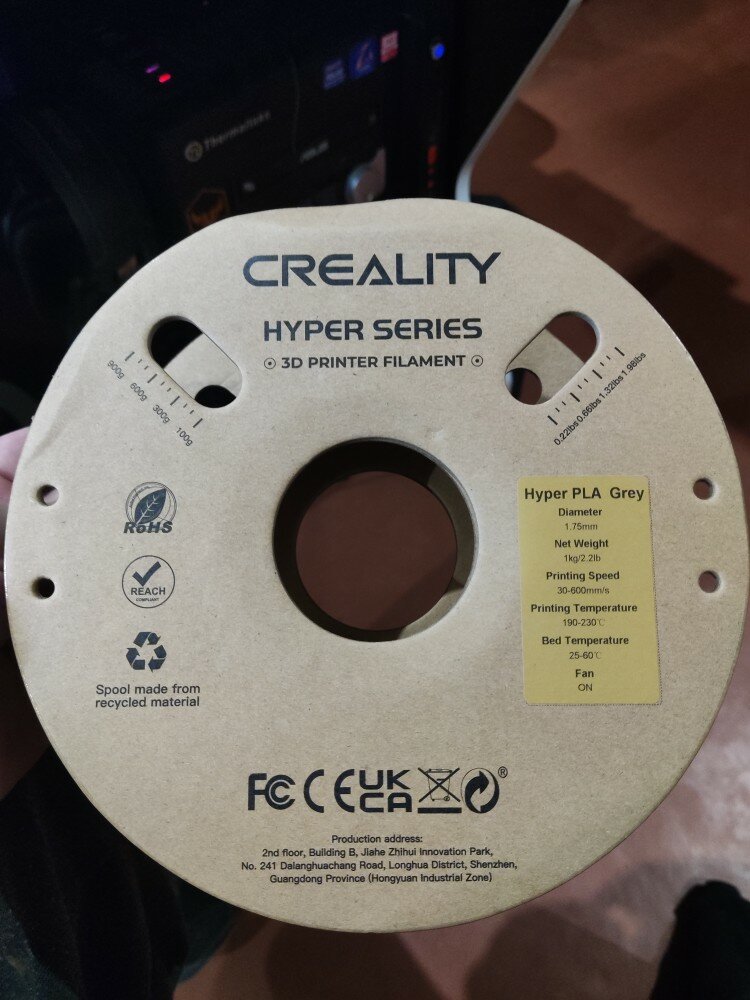 Thermaltake
CREALITY
HYPER SERIES
3D PRINTER FILAMENT
900g
600g
300g
100g
0.22lbs
0.66lbs
1.32lbs
1.98lbs
RoHS
REACH
COMPLIANT
Spool made from
recycled material
Hyper PLA Grey
Diameter
1.75mm
Net Weight
1kg/2.2lb
Printing Speed
30-600mm/s
Printing Temperature
190-230℃
Bed Temperature
25-60℃
Fan
ON
FC CE UK
CA
®
Production address:
2nd floor, Building B, Jiahe Zhihui Innovation Park,
No. 241 Dalanghuachang Road, Longhua District, Shenzhen,
Guangdong Province (Hongyuan Industrial Zone)